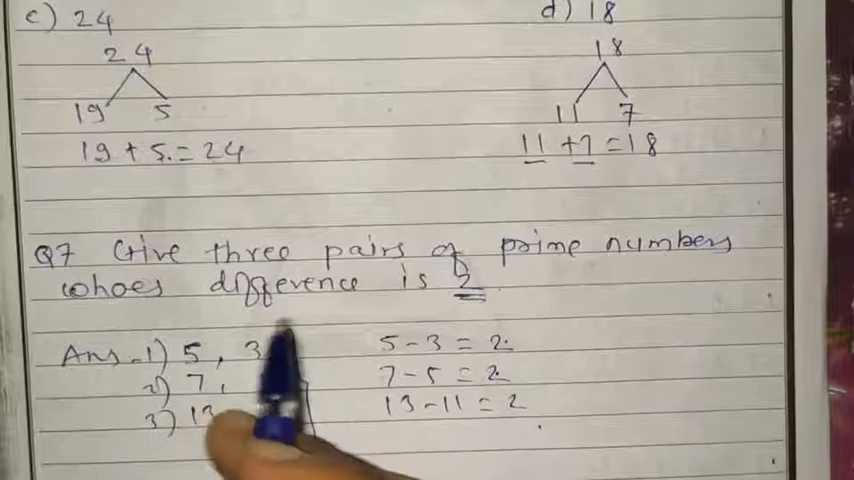 c) 24
d) 18
24
18
19 5
11 7
19 + 5. = 24
11 + 7 = 18
Q7 Give three pairs of prime numbers
whoes difference is 2
Ans - 1) 5, 3 5 - 3 = 2.
2) 7, 7 - 5 = 2.
3) 13 13 - 11 = 2